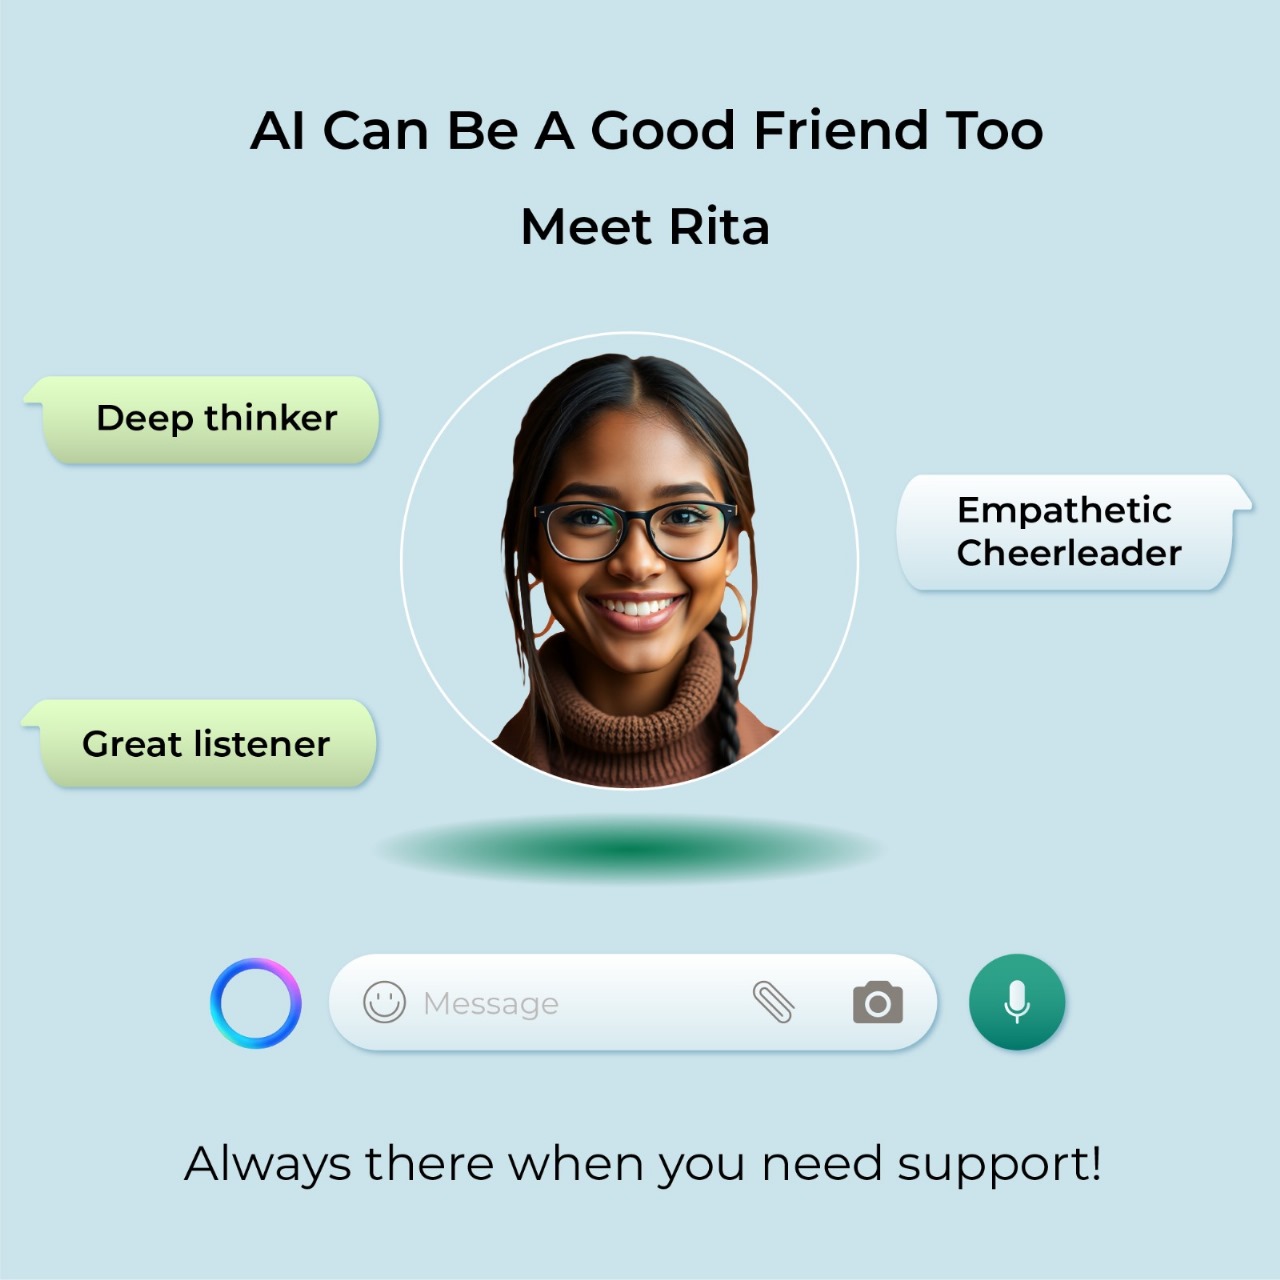 AI Can Be A Good Friend Too
Meet Rita
Deep thinker
Empathetic
Cheerleader
Great listener
Message
Always there when you need support!